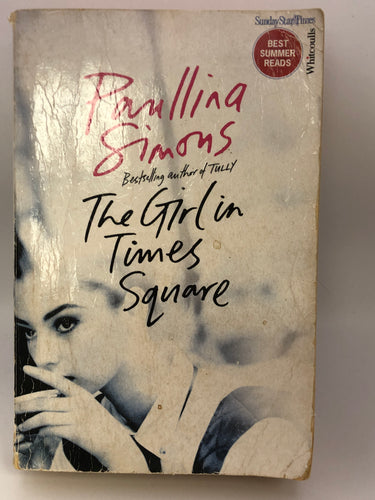 Sunday Star Times
BEST
SUMMER
READS
Whitcoulls
Paullina
Simons
Bestselling author of TULLY
The Girl in
Times
Square